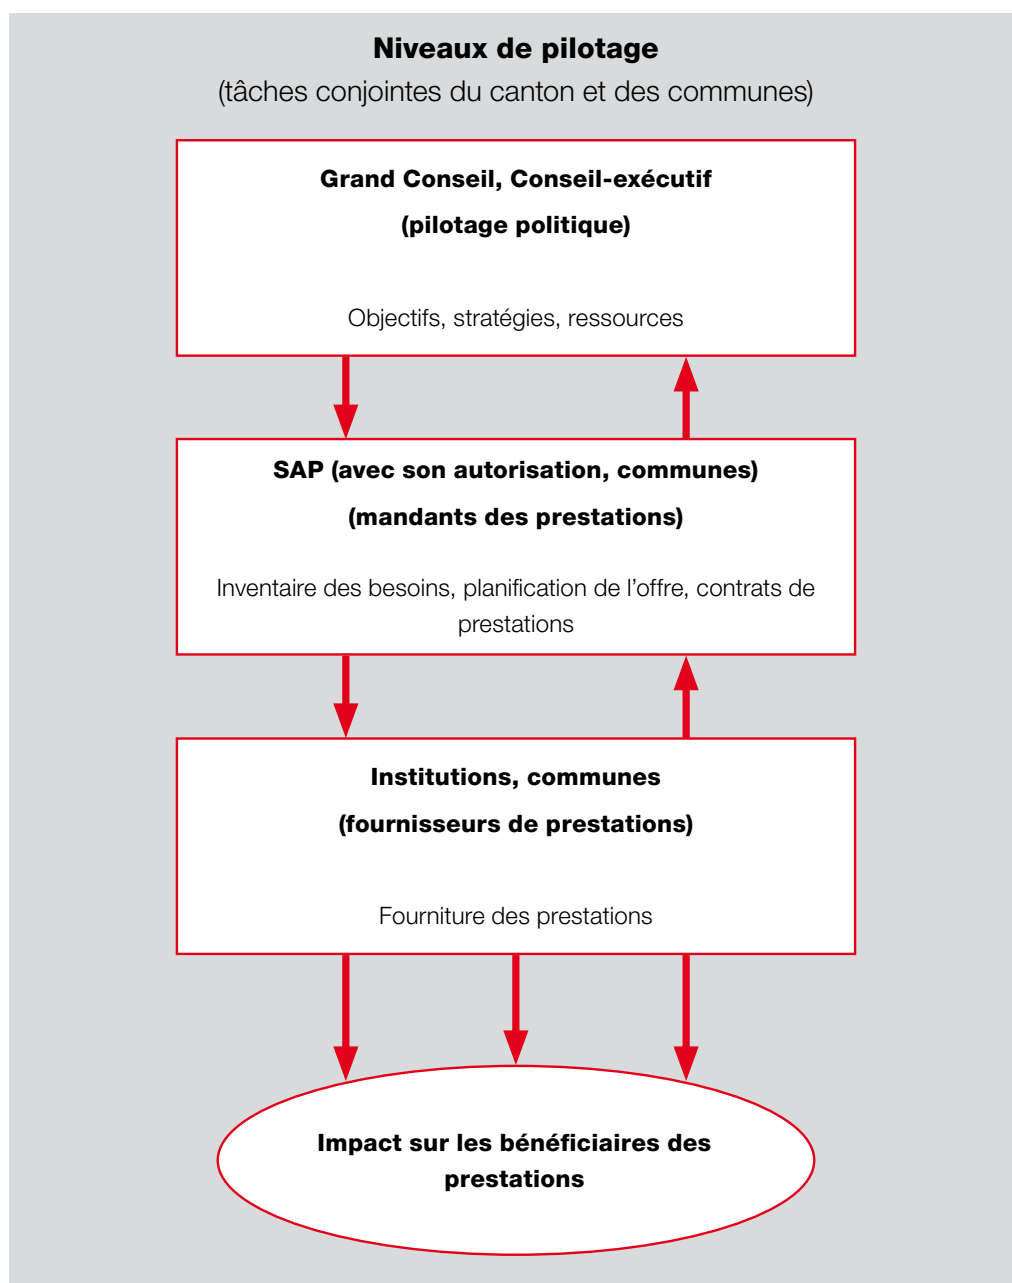 Niveaux de pilotage
(tâches conjointes du canton et des communes)
Grand Conseil, Conseil-exécutif
(pilotage politique)
Objectifs, stratégies, ressources
SAP (avec son autorisation, communes)
(mandants des prestations)
Inventaire des besoins, planification de l’offre, contrats de
prestations
Institutions, communes
(fournisseurs de prestations)
Fourniture des prestations
Impact sur les bénéficiaires des
prestations